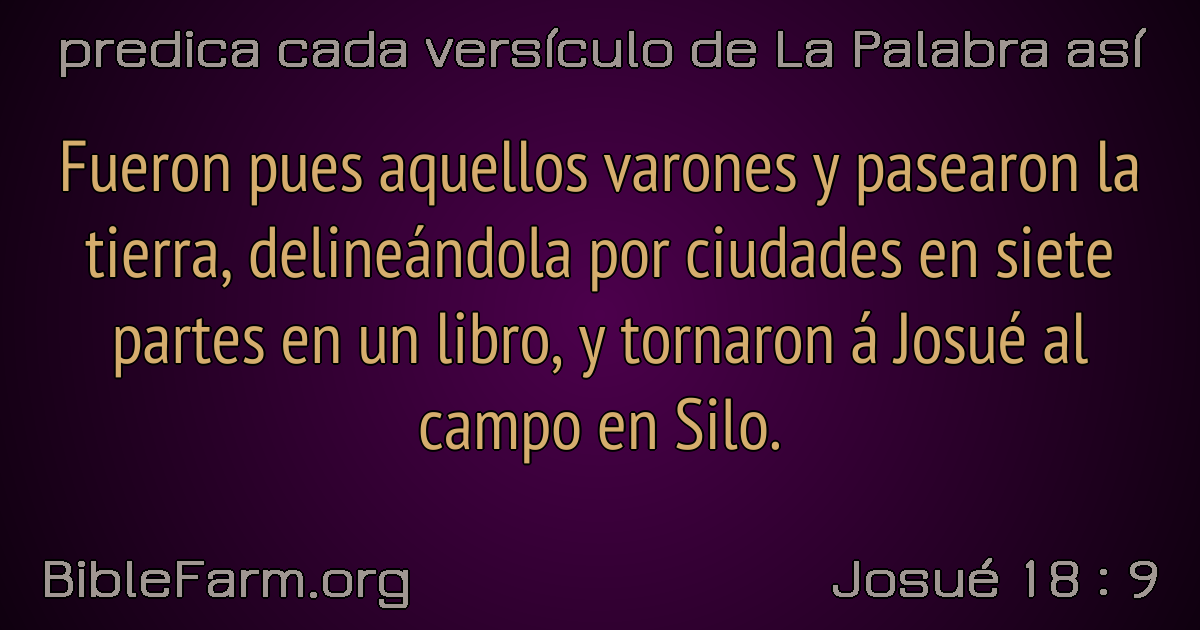 predica cada versículo de La Palabra así
Fueron pues aquellos varones y pasearon la
tierra, delineándola por ciudades en siete
partes en un libro, y tornaron á Josué al
campo en Silo.
BibleFarm.org
Josué 18 : 9